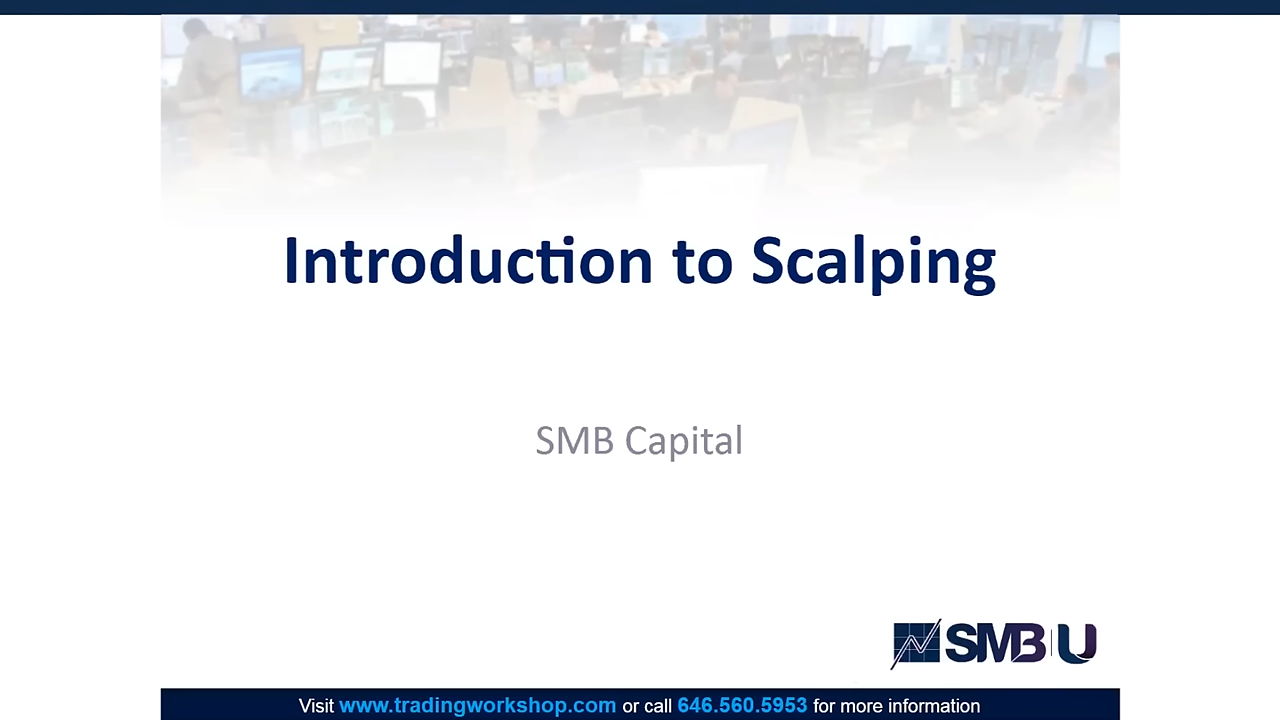 Introduction to Scalping
SMB Capital
SMB U
Visit www.tradingworkshop.com or call 646.560.5953 for more information